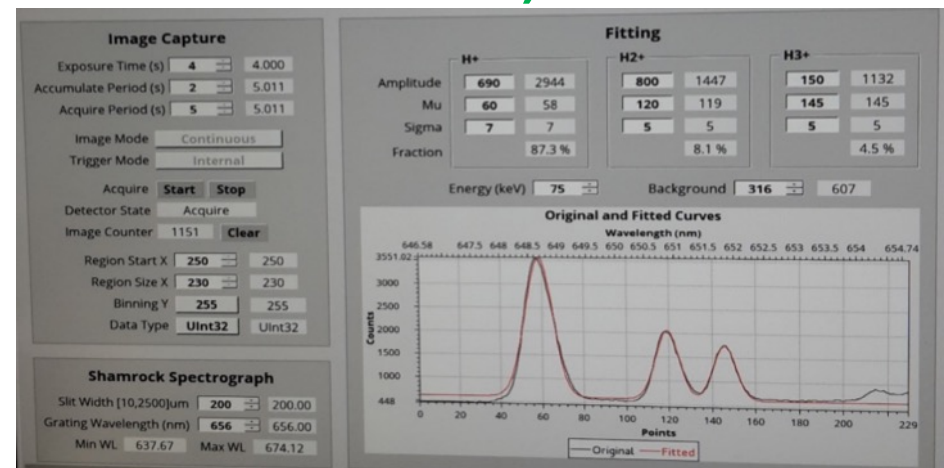 Image Capture
Exposure Time (s) 4 4.000
Accumulate Period (s) 2 5.011
Acquire Period (s) 5 5.011
Image Mode Continuous
Trigger Mode Internal
Acquire Start Stop
Detector State Acquire
Image Counter 1151 Clear
Region Start X 250 250
Region Size X 230 230
Binning Y 255 255
Data Type UInt32 UInt32
Shamrock Spectrograph
Slit Width [10,2500]um 200 200.00
Grating Wavelength (nm) 656 656.00
Min WL 637.67 Max WL 674.12
Fitting
H+ H2+ H3+
Amplitude 690 2944 800 1447 150 1132
Mu 60 58 120 119 145 145
Sigma 7 7 5 5 5 5
Fraction 87.3 % 8.1 % 4.5 %
Energy (keV) 75 Background 316 607
Original and Fitted Curves
Wavelength (nm)
646.58 647.5 648 648.5 649 649.5 650 650.5 651 651.5 652 652.5 653 653.5 654 654.74
3551.02
3000
2500
2000
1500
1000
448
Counts
0 20 40 60 80 100 120 140 160 180 200 229
Points
Original Fitted